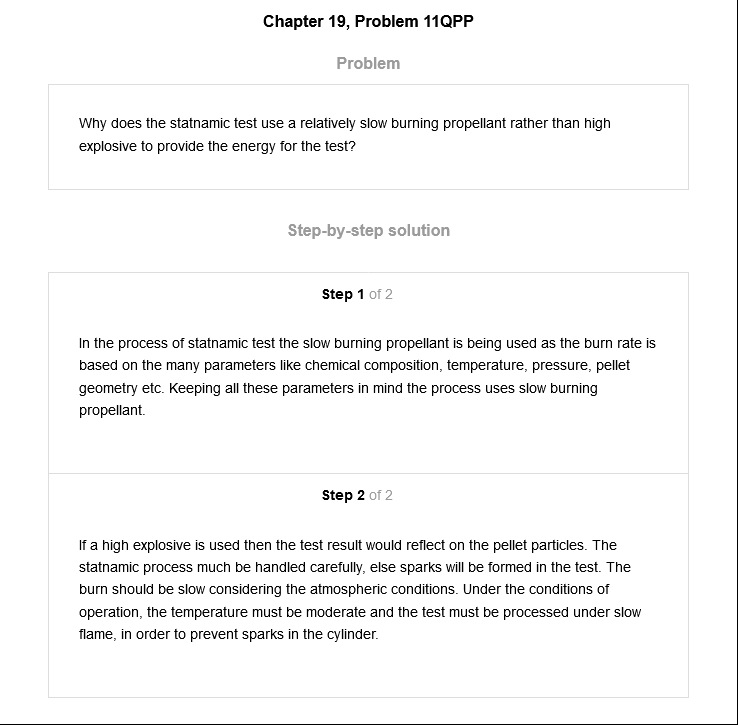 Chapter 19, Problem 11QPP
Problem
Why does the statnamic test use a relatively slow burning propellant rather than high
explosive to provide the energy for the test?
Step-by-step solution
Step 1 of 2
In the process of statnamic test the slow burning propellant is being used as the burn rate is
based on the many parameters like chemical composition, temperature, pressure, pellet
geometry etc. Keeping all these parameters in mind the process uses slow burning
propellant.
Step 2 of 2
If a high explosive is used then the test result would reflect on the pellet particles. The
statnamic process much be handled carefully, else sparks will be formed in the test. The
burn should be slow considering the atmospheric conditions. Under the conditions of
operation, the temperature must be moderate and the test must be processed under slow
flame, in order to prevent sparks in the cylinder.